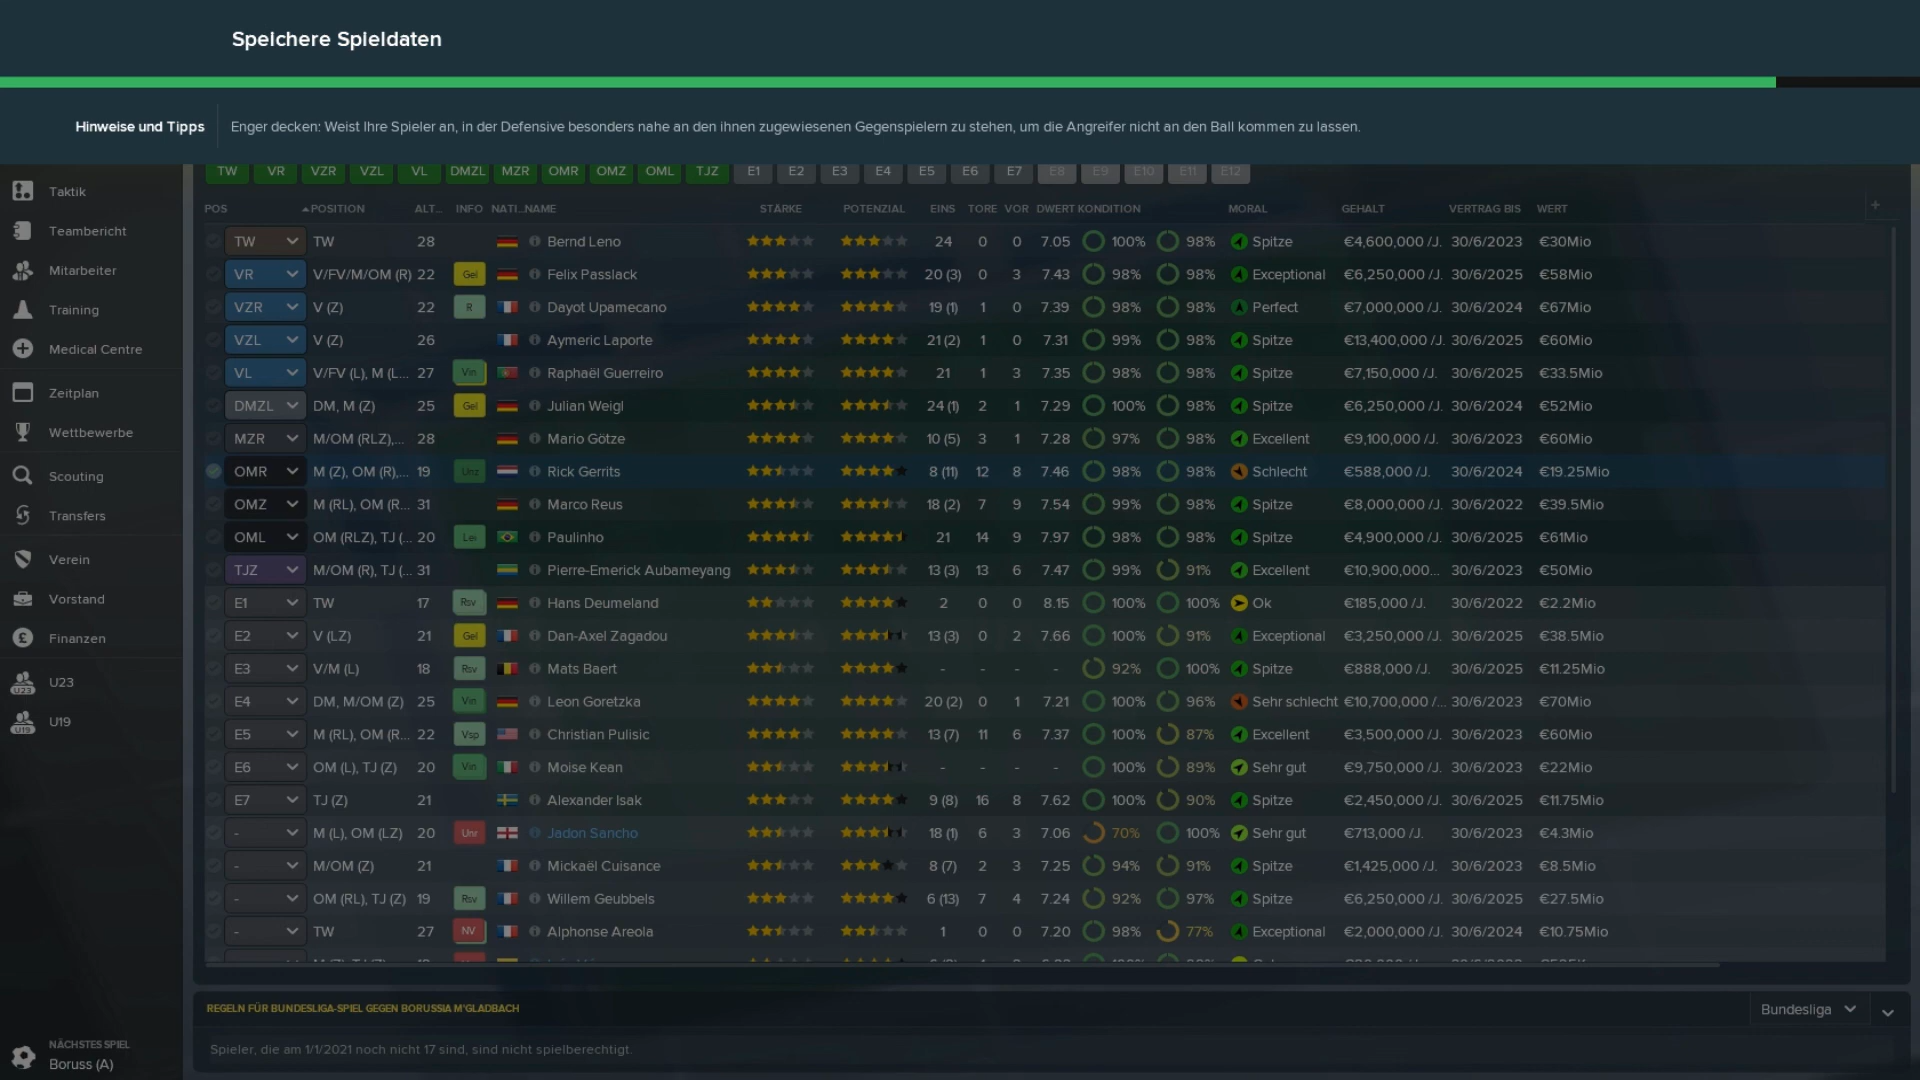 Speichere Spieldaten
Hinweise und Tipps Enger decken: Weist Ihre Spieler an, in der Defensive besonders nahe an den ihnen zugewiesenen Gegenspielern zu stehen, um die Angreifer nicht an den Ball kommen zu lassen.
TW VR VZR VZL VL DMZL MZR OMR OMZ OML TJZ E1 E2 E3 E4 E5 E6 E7 E8 E9 E10 E11 E12
POS POSITION ALT... INFO NATI...NAME STÄRKE POTENZIAL EINS TORE VOR DWERT KONDITION MORAL GEHALT VERTRAG BIS WERT +
TW TW 28 Bernd Leno 24 0 0 7.05 100% 98% Spitze €4,600,000 /J. 30/6/2023 €30Mio
VR V/FV/M/OM (R) 22 Gel Felix Passlack 20 (3) 0 3 7.43 98% 98% Exceptional €6,250,000 /J. 30/6/2025 €58Mio
VZR V (Z) 22 R Dayot Upamecano 19 (1) 1 0 7.39 98% 98% Perfect €7,000,000 /J. 30/6/2024 €67Mio
VZL V (Z) 26 Aymeric Laporte 21 (2) 1 0 7.31 99% 98% Spitze €13,400,000 /J. 30/6/2025 €60Mio
VL V/FV (L), M (L... 27 Vin Raphaël Guerreiro 21 1 3 7.35 98% 98% Spitze €7,150,000 /J. 30/6/2025 €33.5Mio
DMZL DM, M (Z) 25 Gel Julian Weigl 24 (1) 2 1 7.29 100% 98% Spitze €6,250,000 /J. 30/6/2024 €52Mio
MZR M/OM (RLZ),... 28 Mario Götze 10 (5) 3 1 7.28 97% 98% Excellent €9,100,000 /J. 30/6/2023 €60Mio
OMR M (Z), OM (R),... 19 Unz Rick Gerrits 8 (11) 12 8 7.46 98% 98% Schlecht €588,000 /J. 30/6/2024 €19.25Mio
OMZ M (RL), OM (R... 31 Marco Reus 18 (2) 7 9 7.54 99% 98% Spitze €8,000,000 /J. 30/6/2022 €39.5Mio
OML OM (RLZ), TJ (... 20 Lei Paulinho 21 14 9 7.97 98% 98% Spitze €4,900,000 /J. 30/6/2025 €61Mio
TJZ M/OM (R), TJ (... 31 Pierre-Emerick Aubameyang 13 (3) 13 6 7.47 99% 91% Excellent €10,900,000... 30/6/2023 €50Mio
E1 TW 17 Rsv Hans Deumeland 2 0 0 8.15 100% 100% Ok €185,000 /J. 30/6/2022 €2.2Mio
E2 V (LZ) 21 Gel Dan-Axel Zagadou 13 (3) 0 2 7.66 100% 91% Exceptional €3,250,000 /J. 30/6/2025 €38.5Mio
E3 V/M (L) 18 Rsv Mats Baert - - - - 92% 100% Spitze €888,000 /J. 30/6/2025 €11.25Mio
E4 DM, M/OM (Z) 25 Vin Leon Goretzka 20 (2) 0 1 7.21 100% 96% Sehr schlecht €10,700,000 /... 30/6/2023 €70Mio
E5 M (RL), OM (R... 22 Vsp Christian Pulisic 13 (7) 11 6 7.37 100% 87% Excellent €3,500,000 /J. 30/6/2023 €60Mio
E6 OM (L), TJ (Z) 20 Vin Moise Kean - - - - 100% 89% Sehr gut €9,750,000 /J. 30/6/2023 €22Mio
E7 TJ (Z) 21 Alexander Isak 9 (8) 16 8 7.62 100% 90% Spitze €2,450,000 /J. 30/6/2025 €11.75Mio
- M (L), OM (LZ) 20 Unr Jadon Sancho 18 (1) 6 3 7.06 70% 100% Sehr gut €713,000 /J. 30/6/2023 €4.3Mio
- M/OM (Z) 21 Mickaël Cuisance 8 (7) 2 3 7.25 94% 91% Spitze €1,425,000 /J. 30/6/2023 €8.5Mio
- OM (RL), TJ (Z) 19 Rsv Willem Geubbels 6 (13) 7 4 7.24 92% 97% Spitze €6,250,000 /J. 30/6/2025 €27.5Mio
- TW 27 NV Alphonse Areola 1 0 0 7.20 98% 77% Exceptional €2,000,000 /J. 30/6/2024 €10.75Mio
Taktik
Teambericht
Mitarbeiter
Training
Medical Centre
Zeitplan
Wettbewerbe
Scouting
Transfers
Verein
Vorstand
Finanzen
U23 U23
U19 U19
NÄCHSTES SPIEL
Boruss (A)
REGELN FÜR BUNDESLIGA-SPIEL GEGEN BORUSSIA M'GLADBACH Bundesliga
Spieler, die am 1/1/2021 noch nicht 17 sind, sind nicht spielberechtigt.